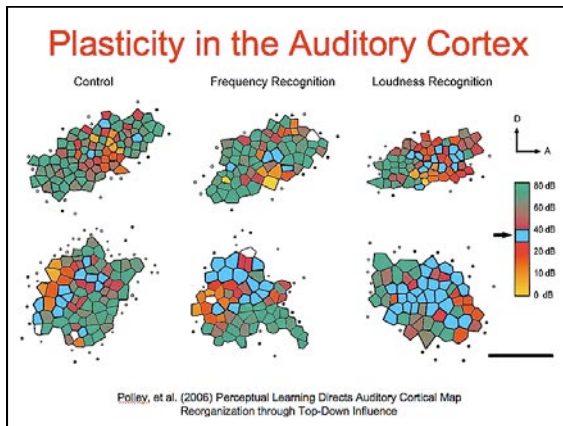 Plasticity in the Auditory Cortex
Control Frequency Recognition Loudness Recognition
D
A
80 dB
60 dB
40 dB
20 dB
10 dB
0 dB
Polley, et al. (2006) Perceptual Learning Directs Auditory Cortical Map
Reorganization through Top-Down Influence